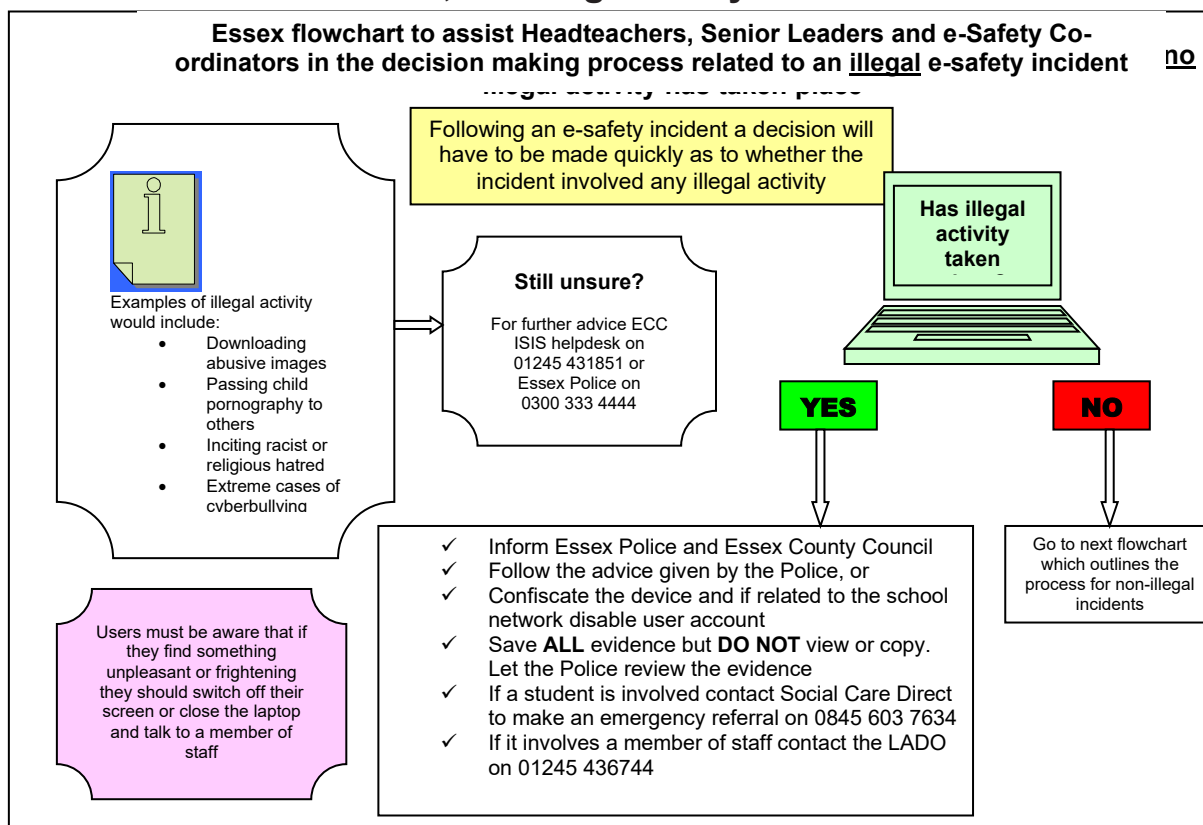 Essex flowchart to assist Headteachers, Senior Leaders and e-Safety Co-
ordinators in the decision making process related to an illegal e-safety incident
no
illegal activity has taken place
Following an e-safety incident a decision will
have to be made quickly as to whether the
incident involved any illegal activity
Has illegal
activity
taken
Examples of illegal activity
would include:
• Downloading
abusive images
• Passing child
pornography to
others
• Inciting racist or
religious hatred
• Extreme cases of
cyberbullying
Still unsure?
For further advice ECC
ISIS helpdesk on
01245 431851 or
Essex Police on
0300 333 4444
YES
NO
✓ Inform Essex Police and Essex County Council
✓ Follow the advice given by the Police, or
✓ Confiscate the device and if related to the school
network disable user account
✓ Save ALL evidence but DO NOT view or copy.
Let the Police review the evidence
✓ If a student is involved contact Social Care Direct
to make an emergency referral on 0845 603 7634
✓ If it involves a member of staff contact the LADO
on 01245 436744
Go to next flowchart
which outlines the
process for non-illegal
incidents
Users must be aware that if
they find something
unpleasant or frightening
they should switch off their
screen or close the laptop
and talk to a member of
staff